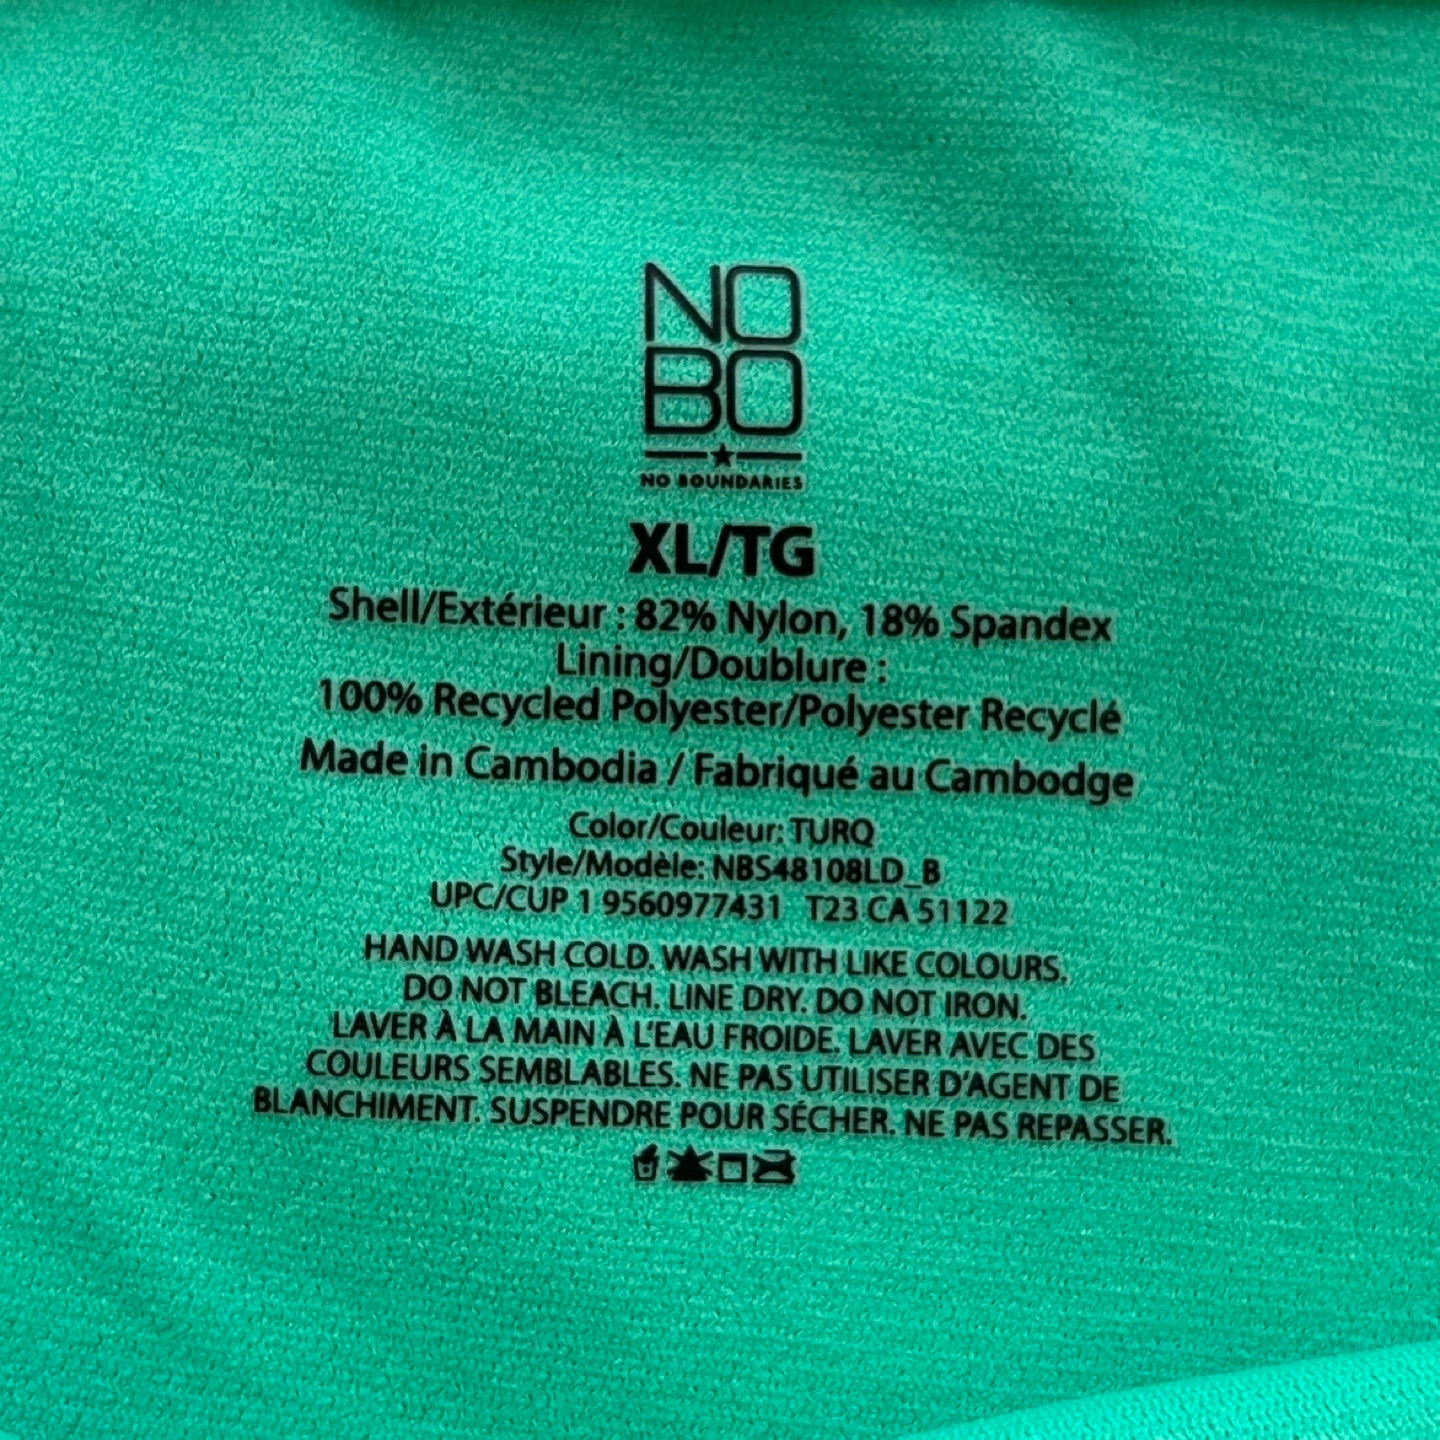 NO
BO
NO BOUNDARIES
XL/TG
Shell/Extérieur : 82% Nylon, 18% Spandex
Lining/Doublure :
100% Recycled Polyester/Polyester Recyclé
Made in Cambodia / Fabriqué au Cambodge
Color/Couleur: TURQ
Style/Modèle: NBS48108LD_B
UPC/CUP 1 9560977431 T23 CA 51122
HAND WASH COLD. WASH WITH LIKE COLOURS.
DO NOT BLEACH. LINE DRY. DO NOT IRON.
LAVER À LA MAIN À L'EAU FROIDE. LAVER AVEC DES
COULEURS SEMBLABLES. NE PAS UTILISER D'AGENT DE
BLANCHIMENT. SUSPENDRE POUR SÉCHER. NE PAS REPASSER.